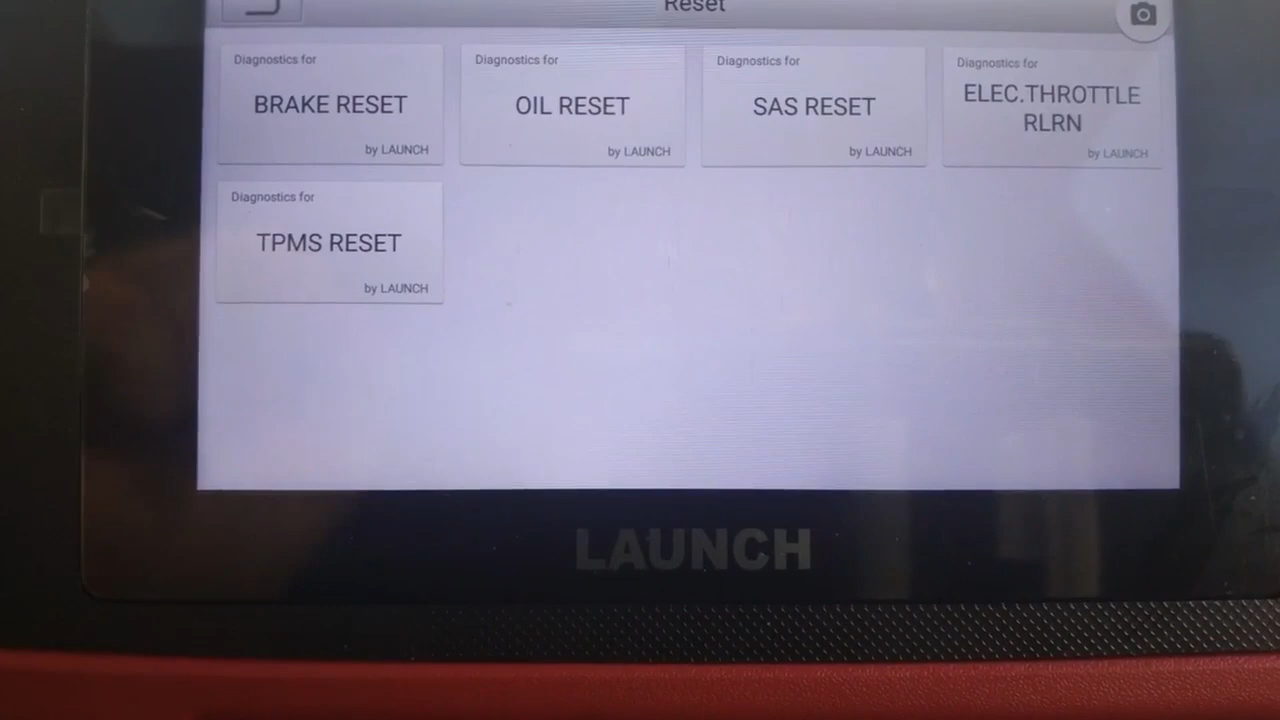 Reset
Diagnostics for
BRAKE RESET
by LAUNCH
Diagnostics for
OIL RESET
by LAUNCH
Diagnostics for
SAS RESET
by LAUNCH
Diagnostics for
ELEC.THROTTLE
RLRN
by LAUNCH
Diagnostics for
TPMS RESET
by LAUNCH
LAUNCH